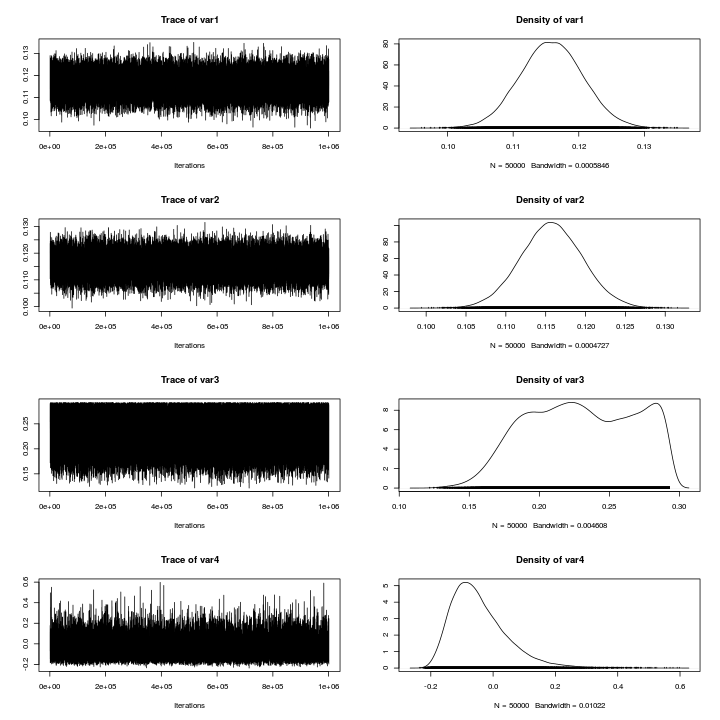 Trace of var1
0.10 0.11 0.12 0.13
0e+00 2e+05 4e+05 6e+05 8e+05 1e+06
Iterations
Density of var1
0 20 40 60 80
0.10 0.11 0.12 0.13
N = 50000 Bandwidth = 0.0005846
Trace of var2
0.100 0.110 0.120 0.130
0e+00 2e+05 4e+05 6e+05 8e+05 1e+06
Iterations
Density of var2
0 20 40 60 80
0.100 0.105 0.110 0.115 0.120 0.125 0.130
N = 50000 Bandwidth = 0.0004727
Trace of var3
0.15 0.20 0.25
0e+00 2e+05 4e+05 6e+05 8e+05 1e+06
Iterations
Density of var3
0 2 4 6 8
0.10 0.15 0.20 0.25 0.30
N = 50000 Bandwidth = 0.004608
Trace of var4
-0.2 0.0 0.2 0.4 0.6
0e+00 2e+05 4e+05 6e+05 8e+05 1e+06
Iterations
Density of var4
0 1 2 3 4 5
-0.2 0.0 0.2 0.4 0.6
N = 50000 Bandwidth = 0.01022